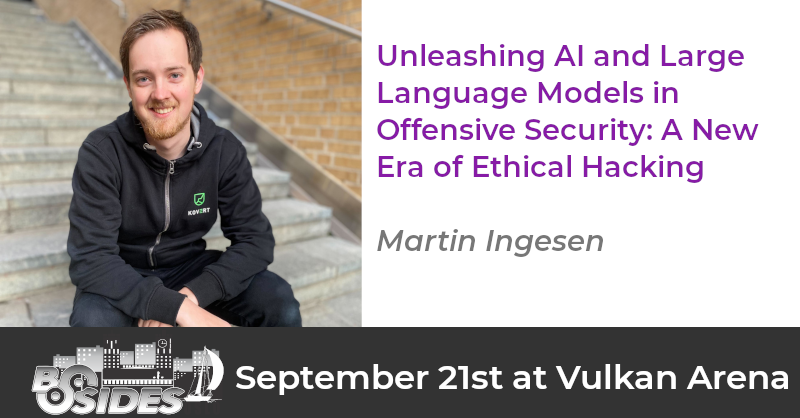 Unleashing AI and Large
Language Models in
Offensive Security: A New
Era of Ethical Hacking
Martin Ingesen
KOVERT
BSIDES
September 21st at Vulkan Arena